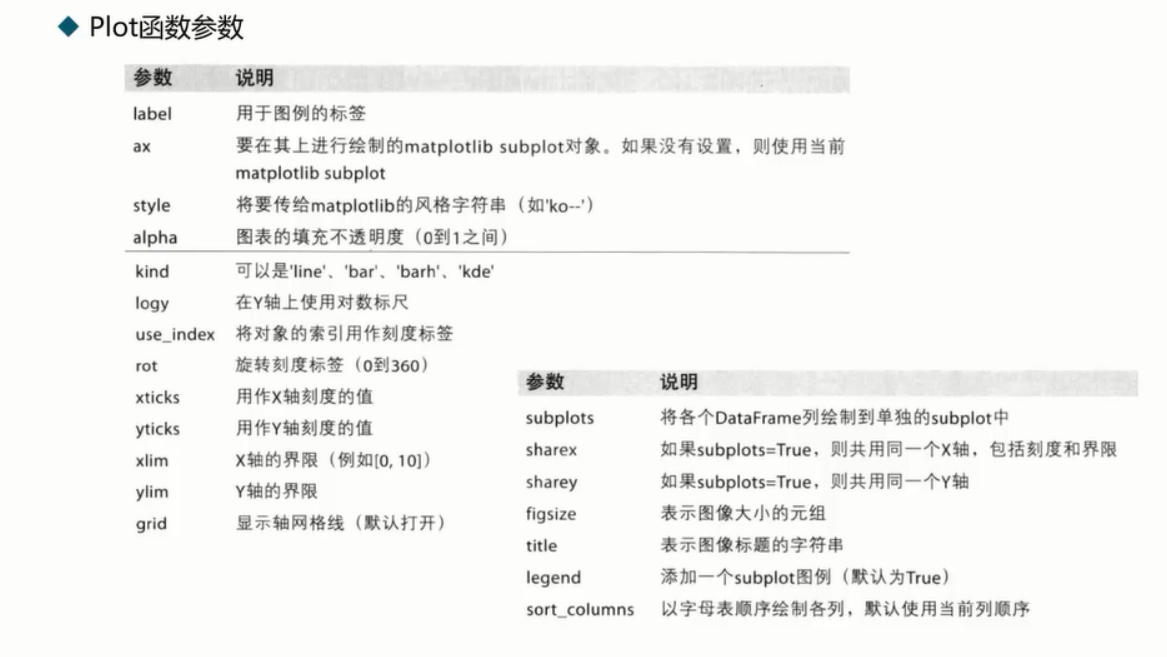 Plot函数参数
参数 说明
label 用于图例的标签
ax 要在其上进行绘制的matplotlib subplot对象。如果没有设置，则使用当前
matplotlib subplot
style 将要传给matplotlib的风格字符串（如'ko--'）
alpha 图表的填充不透明度（0到1之间）
kind 可以是'line'、'bar'、'barh'、'kde'
logy 在Y轴上使用对数标尺
use_index 将对象的索引用作刻度标签
rot 旋转刻度标签（0到360）
xticks 用作X轴刻度的值
yticks 用作Y轴刻度的值
xlim X轴的界限（例如[0, 10]）
ylim Y轴的界限
grid 显示轴网格线（默认打开）
参数 说明
subplots 将各个DataFrame列绘制到单独的subplot中
sharex 如果subplots=True，则共用同一个X轴，包括刻度和界限
sharey 如果subplots=True，则共用同一个Y轴
figsize 表示图像大小的元组
title 表示图像标题的字符串
legend 添加一个subplot图例（默认为True）
sort_columns 以字母表顺序绘制各列，默认使用当前列顺序